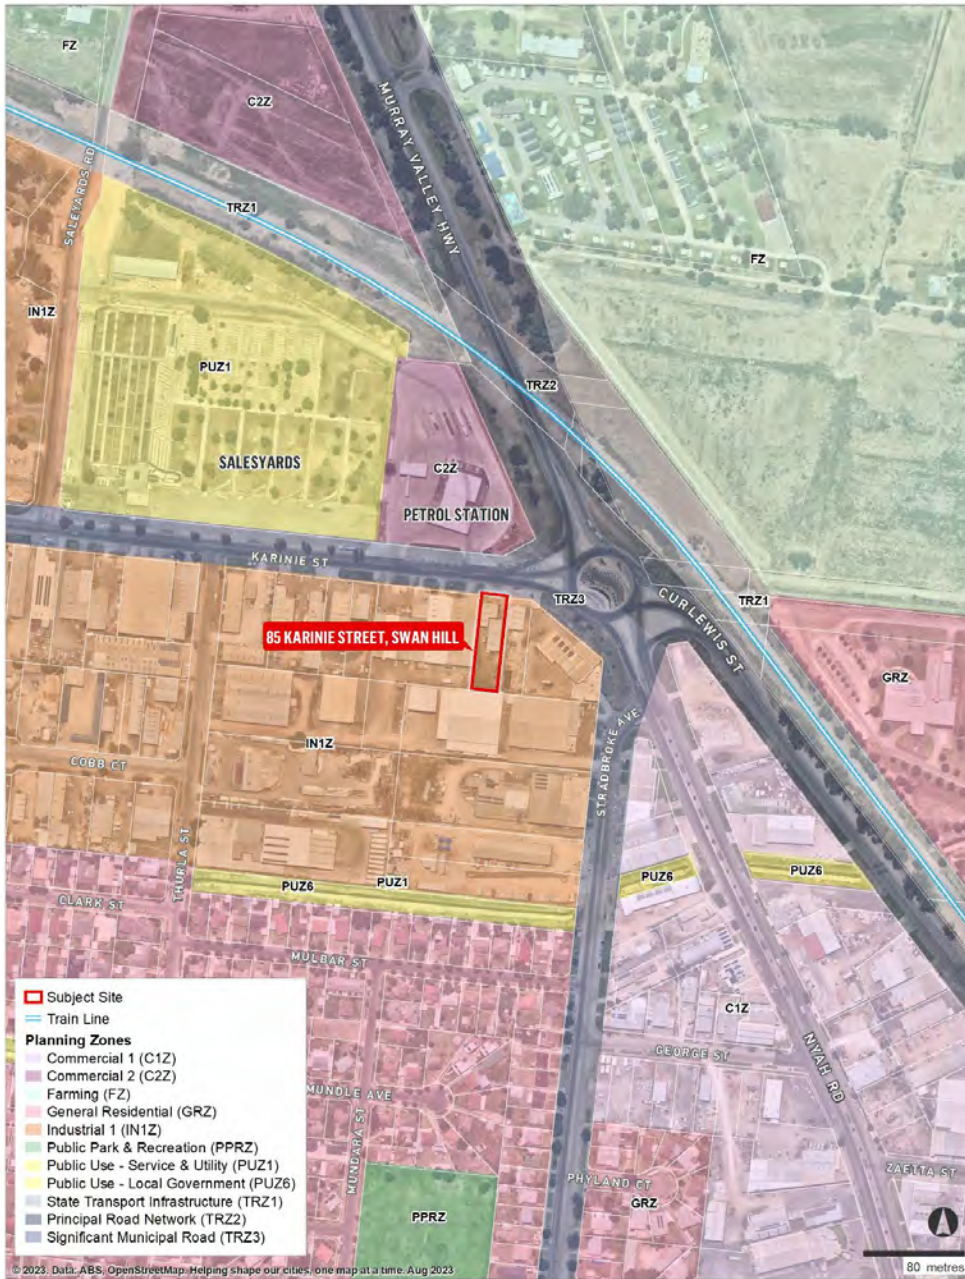 FZ
C2Z
MURRAY VALLEY HWY
SALEYARDS RD
TRZ1
FZ
IN1Z
PUZ1
TRZ2
SALESYARDS
C2Z
PETROL STATION
KARINIE ST
TRZ3
CURLEWIS ST
TRZ1
85 KARINIE STREET, SWAN HILL
GRZ
STRADBROKE AVE
IN1Z
COBB CT
THURLA ST
PUZ6
PUZ1
PUZ6
PUZ6
CLARK ST
MULBAR ST
C1Z
NYAH RD
GEORGE ST
MUNDLE AVE
MUNDARA ST
PHYLAND CT
ZAETTA ST
GRZ
PPRZ
Subject Site
Train Line
Planning Zones
Commercial 1 (C1Z)
Commercial 2 (C2Z)
Farming (FZ)
General Residential (GRZ)
Industrial 1 (IN1Z)
Public Park & Recreation (PPRZ)
Public Use - Service & Utility (PUZ1)
Public Use - Local Government (PUZ6)
State Transport Infrastructure (TRZ1)
Principal Road Network (TRZ2)
Significant Municipal Road (TRZ3)
80 metres
© 2023. Data: ABS, OpenStreetMap. Helping shape our cities, one map at a time. Aug 2023